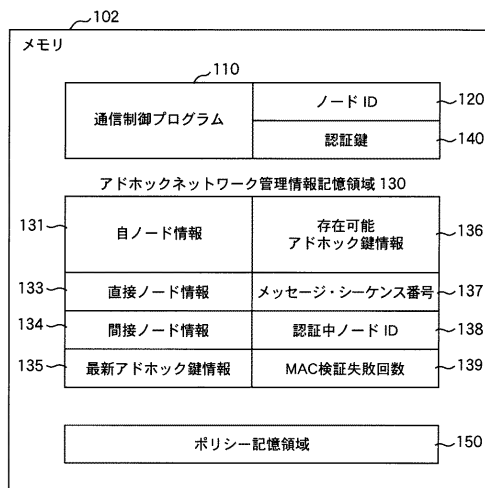 102
メモリ
110
通信制御プログラム
ノード ID
120
認証鍵
140
アドホックネットワーク管理情報記憶領域 130
131
自ノード情報
存在可能
アドホック鍵情報
136
133
直接ノード情報
メッセージ・シーケンス番号
137
134
間接ノード情報
認証中ノード ID
138
135
最新アドホック鍵情報
MAC検証失敗回数
139
ポリシー記憶領域
150